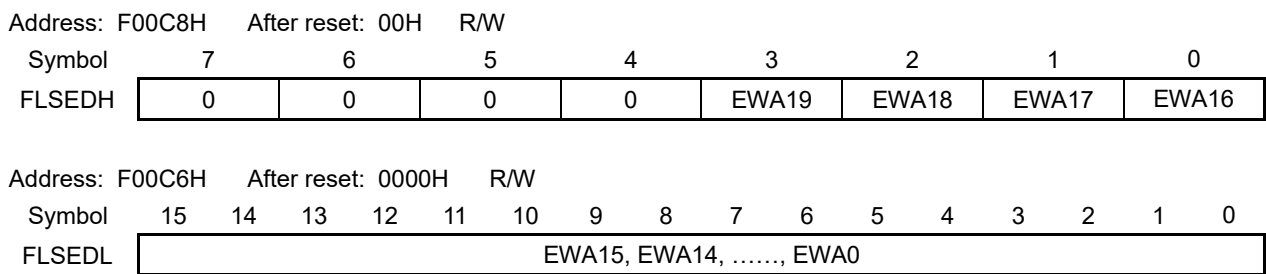 Address: F00C8H After reset: 00H R/W
Symbol 7 6 5 4 3 2 1 0
FLSEDH 0 0 0 0 EWA19 EWA18 EWA17 EWA16
Address: F00C6H After reset: 0000H R/W
Symbol 15 14 13 12 11 10 9 8 7 6 5 4 3 2 1 0
FLSEDL EWA15, EWA14, ……, EWA0